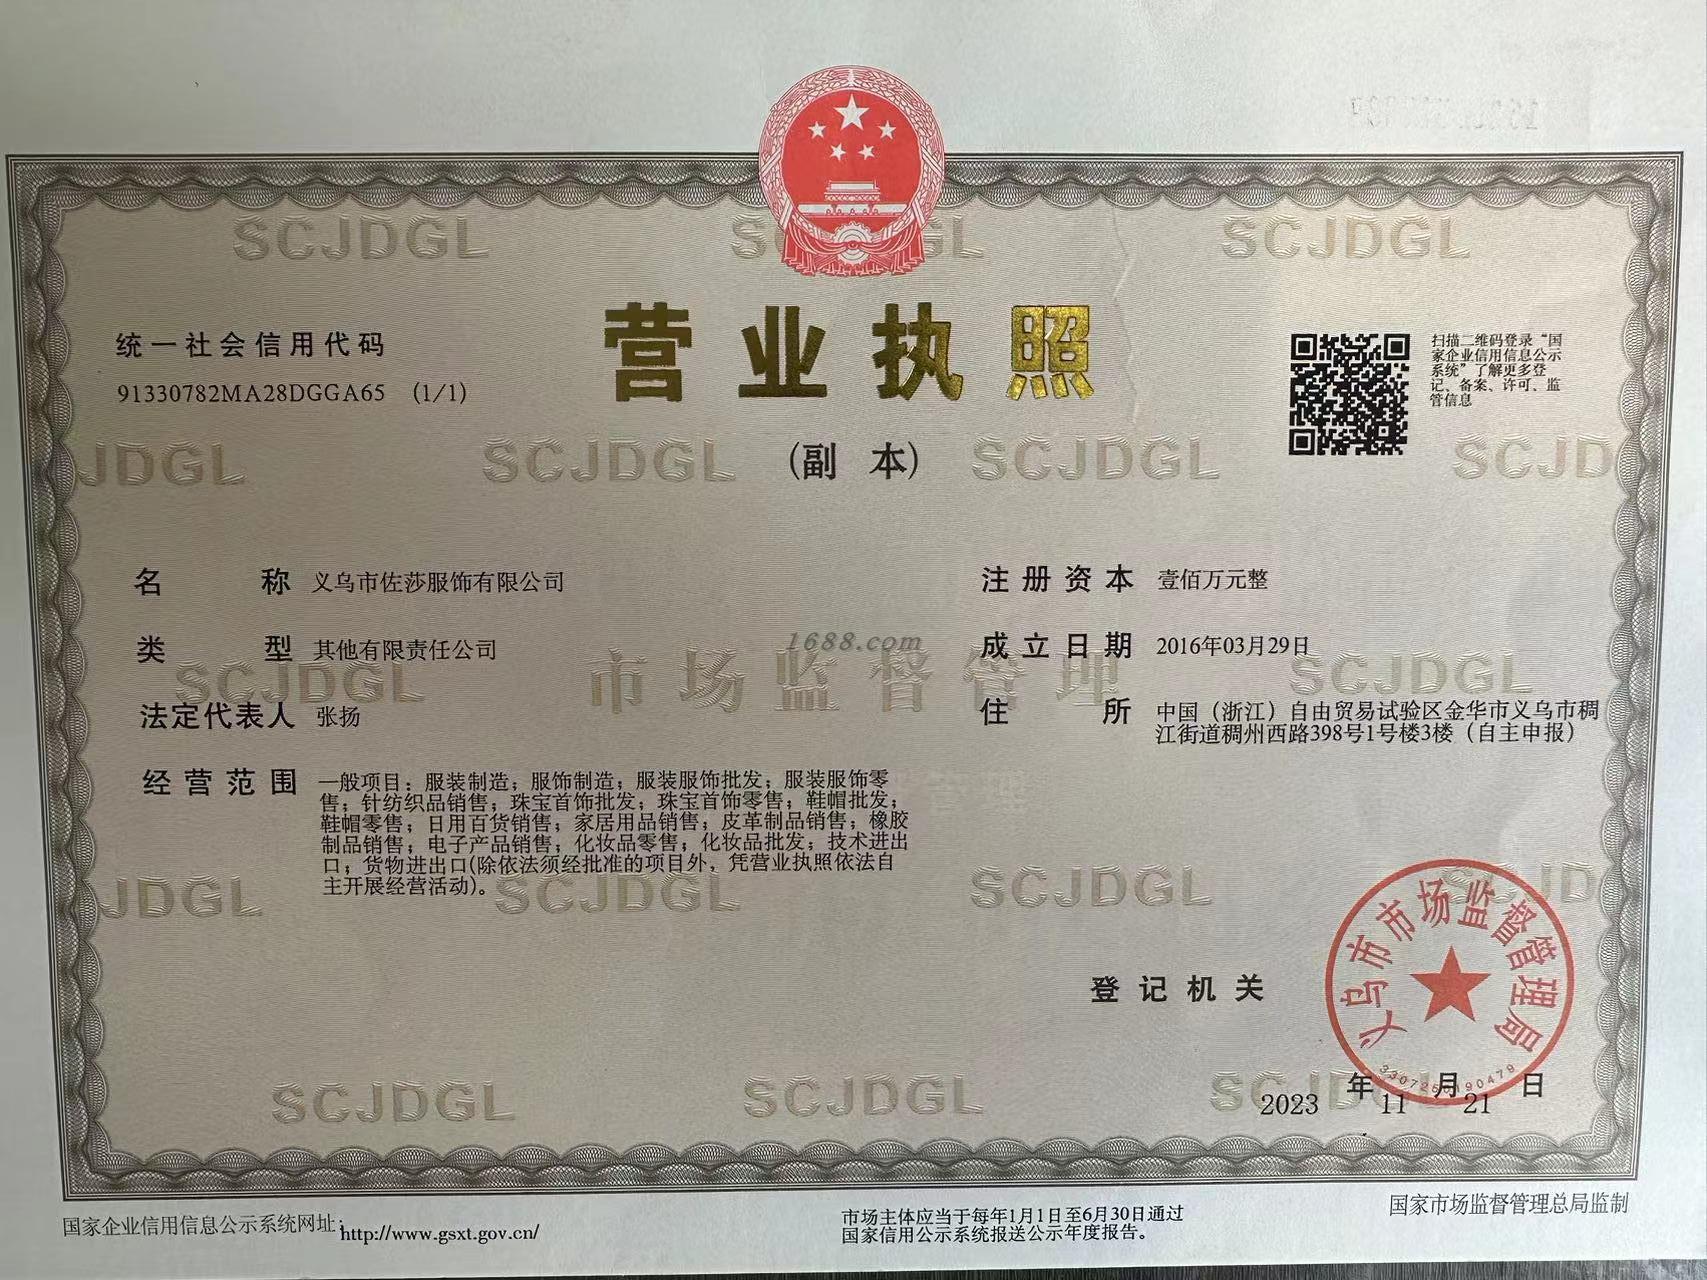 统一社会信用代码
91330782MA28DGGA65 (1/1)
营业执照
(副 本)
扫描二维码登录“国
家企业信用信息公示
系统”了解更多登
记、备案、许可、监
管信息
名 称 义乌市佐莎服饰有限公司
类 型 其他有限责任公司
法定代表人 张扬
经营范围 一般项目：服装制造；服饰制造；服装服饰批发；服装服饰零
售；针纺织品销售；珠宝首饰批发；珠宝首饰零售；鞋帽批发；
鞋帽零售；日用百货销售；家居用品销售；皮革制品销售；橡胶
制品销售；电子产品销售；化妆品零售；化妆品批发；技术进出
口；货物进出口(除依法须经批准的项目外，凭营业执照依法自
主开展经营活动)。
注册资本 壹佰万元整
成立日期 2016年03月29日
住 所 中国（浙江）自由贸易试验区金华市义乌市稠
江街道稠州西路398号1号楼3楼（自主申报）
1688.com
市场监督管理
SCJDGL
登记机关
义乌市市场监督管理局
2023年11月21日
国家企业信用信息公示系统网址：http://www.gsxt.gov.cn/
市场主体应当于每年1月1日至6月30日通过
国家信用公示系统报送公示年度报告。
国家市场监督管理总局监制